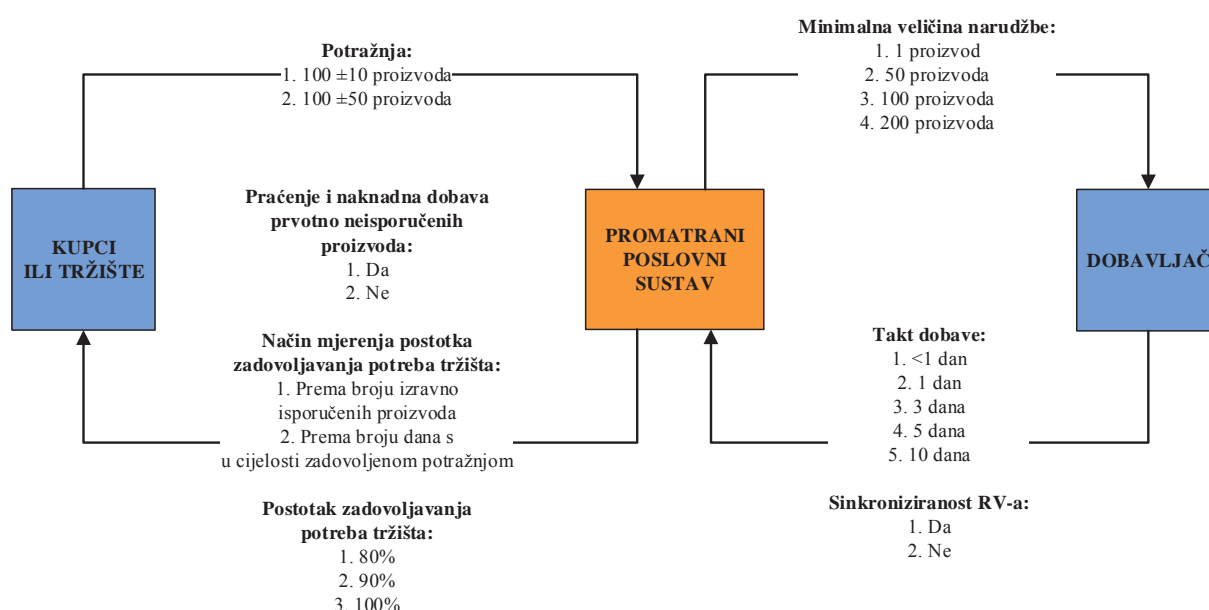 Potražnja:
1. 100 ±10 proizvoda
2. 100 ±50 proizvoda
Minimalna veličina narudžbe:
1. 1 proizvod
2. 50 proizvoda
3. 100 proizvoda
4. 200 proizvoda
KUPCI
ILI TRŽIŠTE
Praćenje i naknadna dobava
prvotno neisporučenih
proizvoda:
1. Da
2. Ne
PROMATRANI
POSLOVNI
SUSTAV
DOBAVLJAČ
Način mjerenja postotka
zadovoljavanja potreba tržišta:
1. Prema broju izravno
isporučenih proizvoda
2. Prema broju dana s
u cijelosti zadovoljenom potražnjom
Takt dobave:
1. <1 dan
2. 1 dan
3. 3 dana
4. 5 dana
5. 10 dana
Postotak zadovoljavanja
potreba tržišta:
1. 80%
2. 90%
3. 100%
Sinkroniziranost RV-a:
1. Da
2. Ne